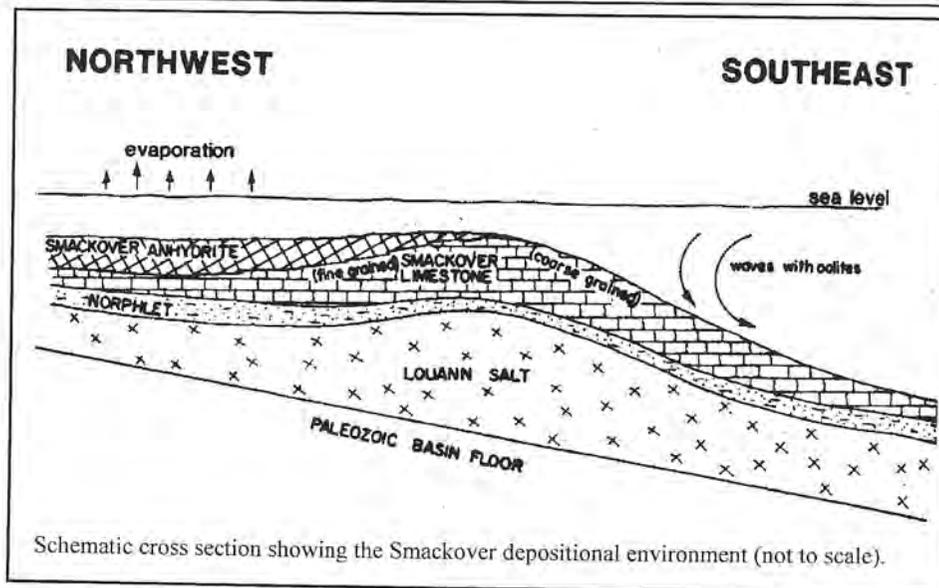 NORTHWEST
SOUTHEAST
evaporation
sea level
SMACKOVER ANHYDRITE
(fine grained)
SMACKOVER
LIMESTONE
(coarse grained)
waves with oolites
NORPHLET
LOUANN SALT
PALEOZOIC BASIN FLOOR
Schematic cross section showing the Smackover depositional environment (not to scale).